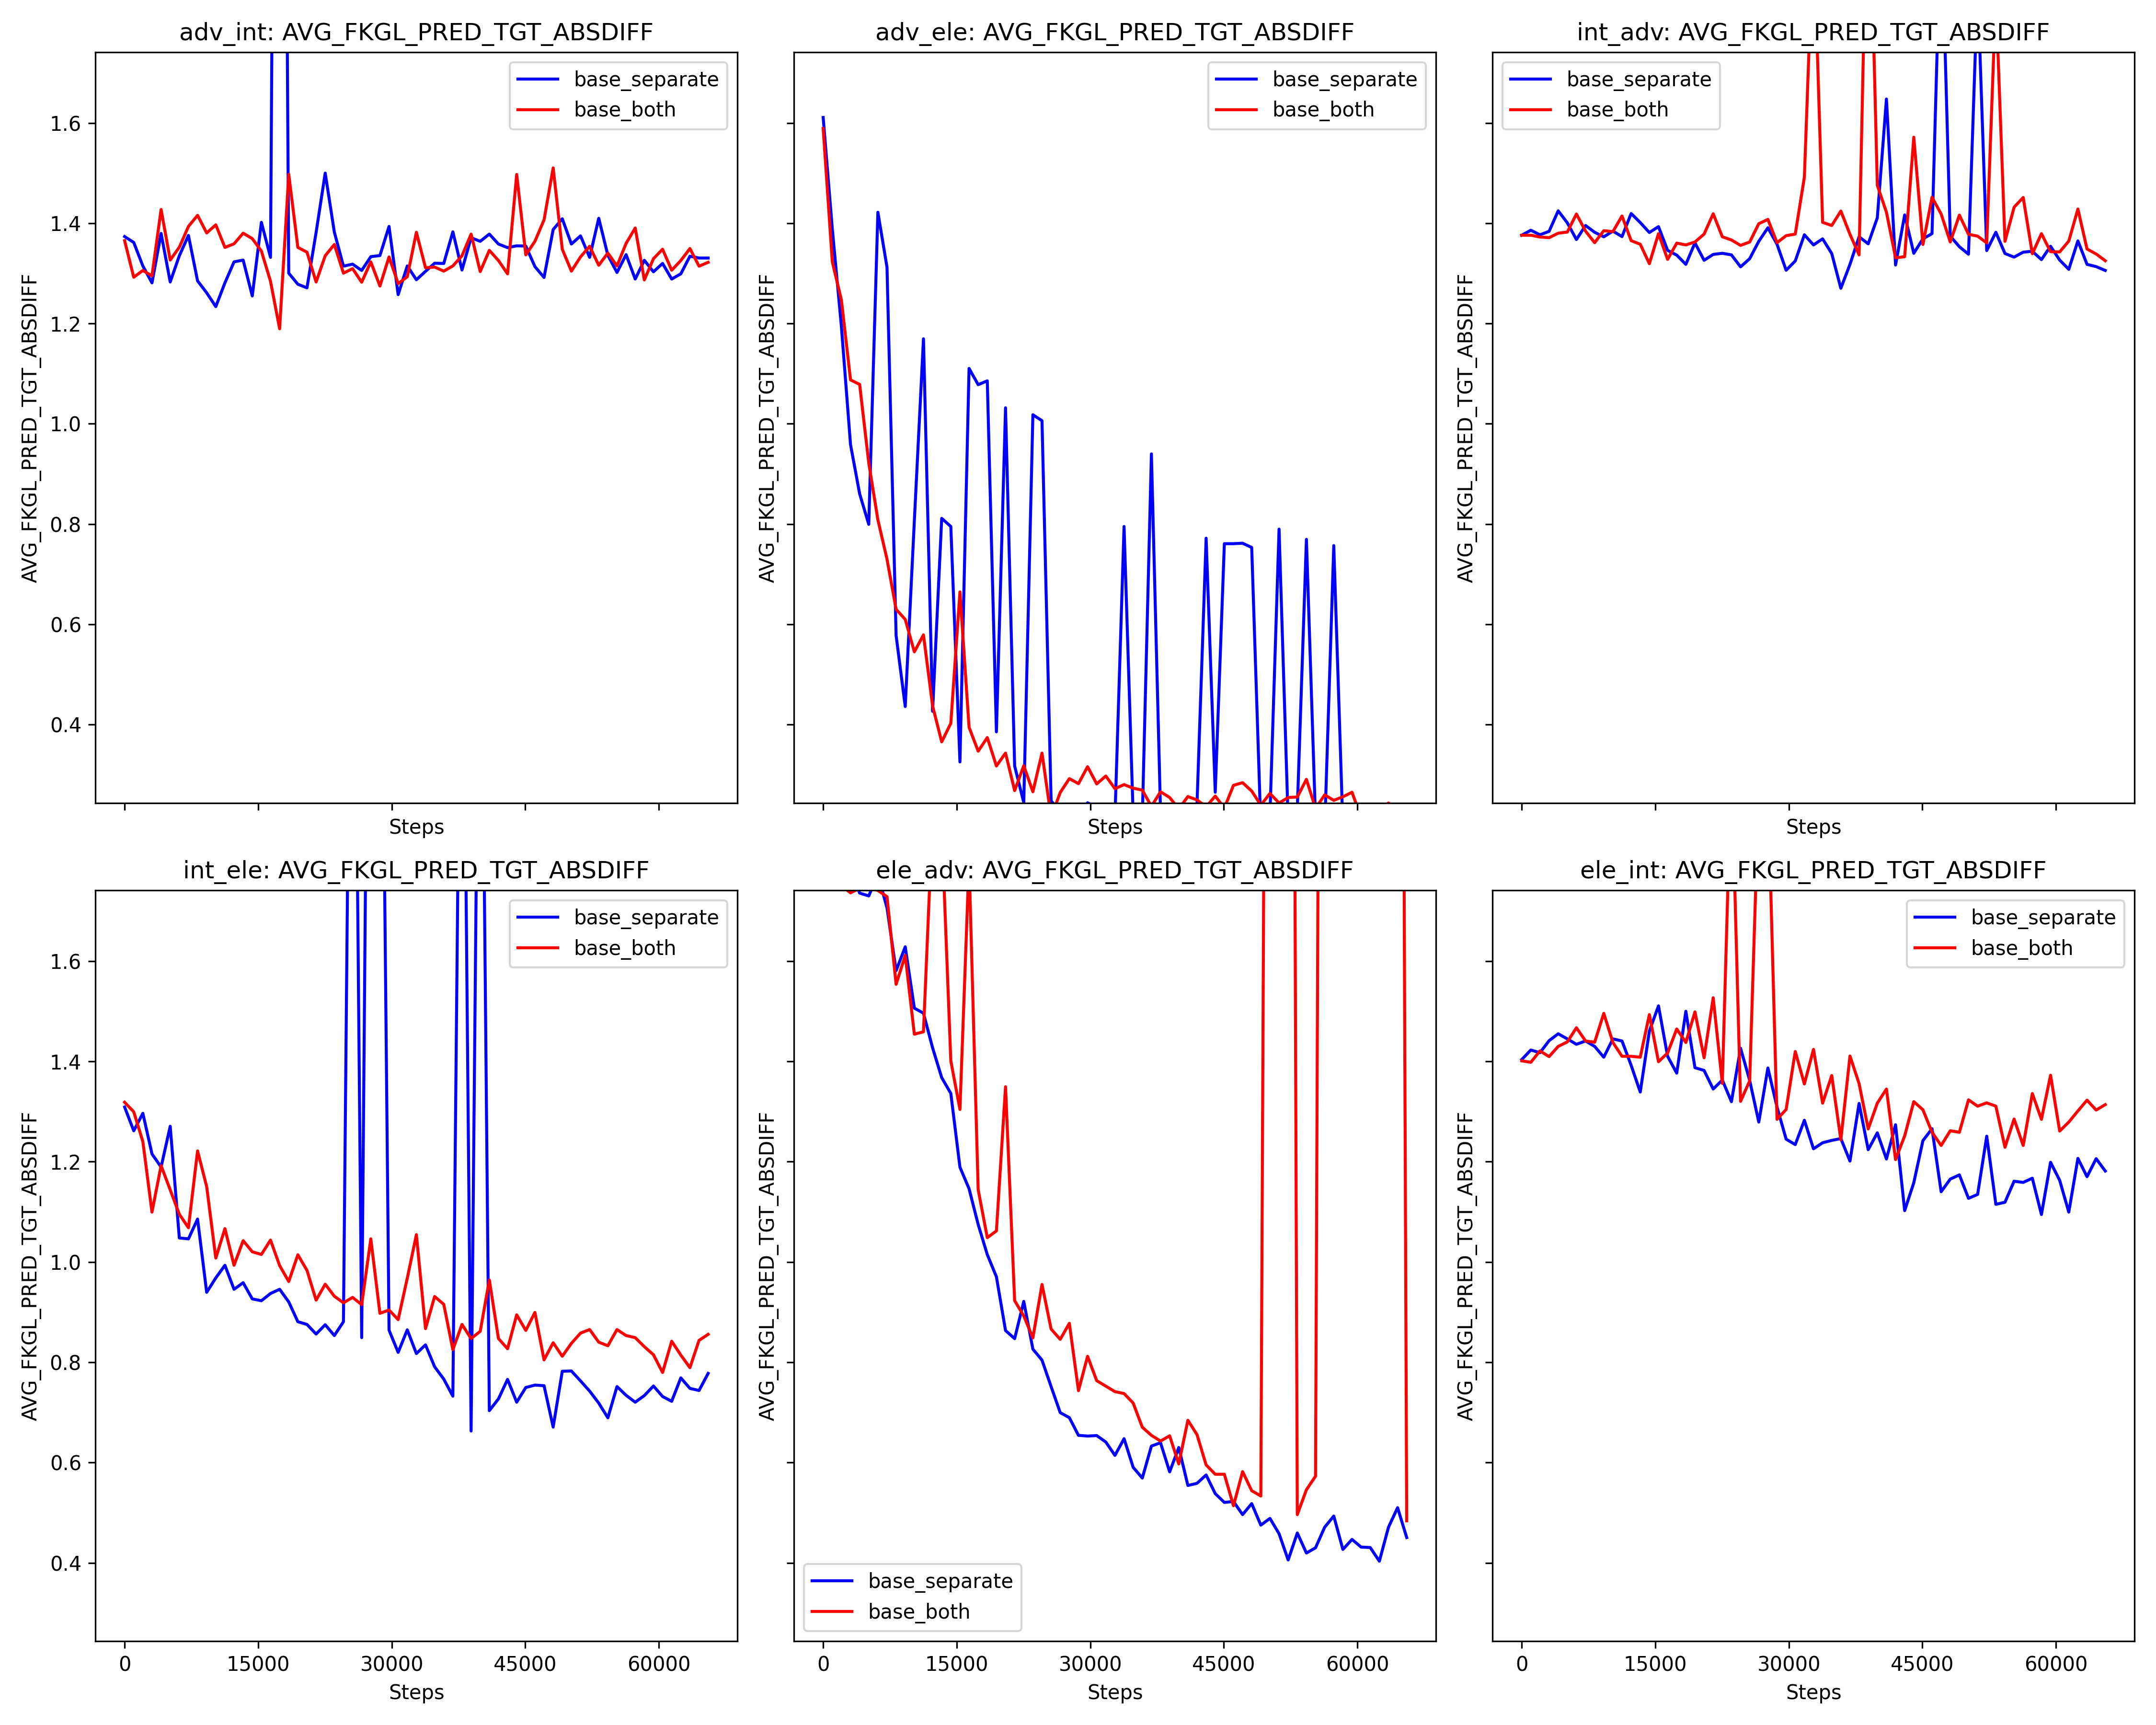 adv_int: AVG_FKGL_PRED_TGT_ABSDIFF
AVG_FKGL_PRED_TGT_ABSDIFF
1.6
1.4
1.2
1.0
0.8
0.6
0.4
base_separate
base_both
Steps
adv_ele: AVG_FKGL_PRED_TGT_ABSDIFF
AVG_FKGL_PRED_TGT_ABSDIFF
base_separate
base_both
Steps
int_adv: AVG_FKGL_PRED_TGT_ABSDIFF
AVG_FKGL_PRED_TGT_ABSDIFF
base_separate
base_both
Steps
int_ele: AVG_FKGL_PRED_TGT_ABSDIFF
AVG_FKGL_PRED_TGT_ABSDIFF
1.6
1.4
1.2
1.0
0.8
0.6
0.4
base_separate
base_both
0 15000 30000 45000 60000
Steps
ele_adv: AVG_FKGL_PRED_TGT_ABSDIFF
AVG_FKGL_PRED_TGT_ABSDIFF
base_separate
base_both
0 15000 30000 45000 60000
Steps
ele_int: AVG_FKGL_PRED_TGT_ABSDIFF
AVG_FKGL_PRED_TGT_ABSDIFF
base_separate
base_both
0 15000 30000 45000 60000
Steps